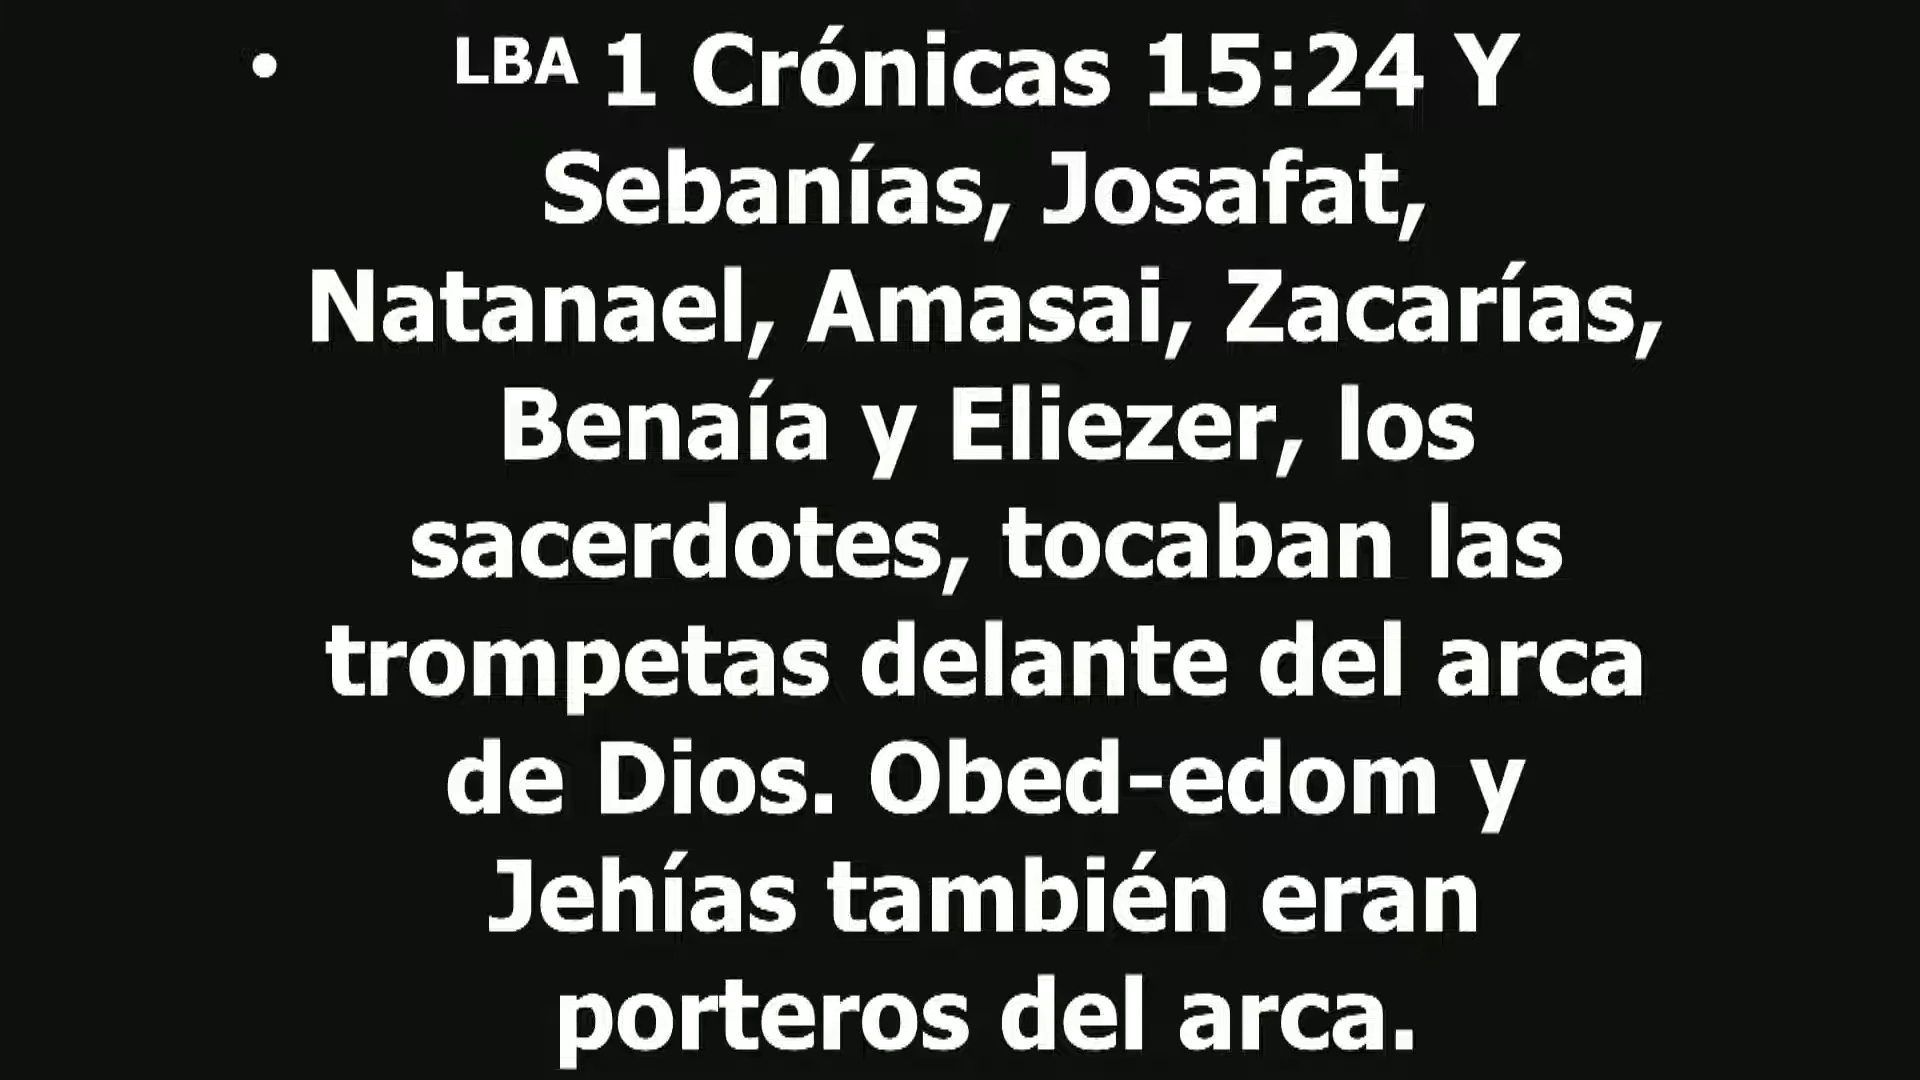 • LBA 1 Crónicas 15:24 Y
Sebanías, Josafat,
Natanael, Amasai, Zacarías,
Benaía y Eliezer, los
sacerdotes, tocaban las
trompetas delante del arca
de Dios. Obed-edom y
Jehías también eran
porteros del arca.